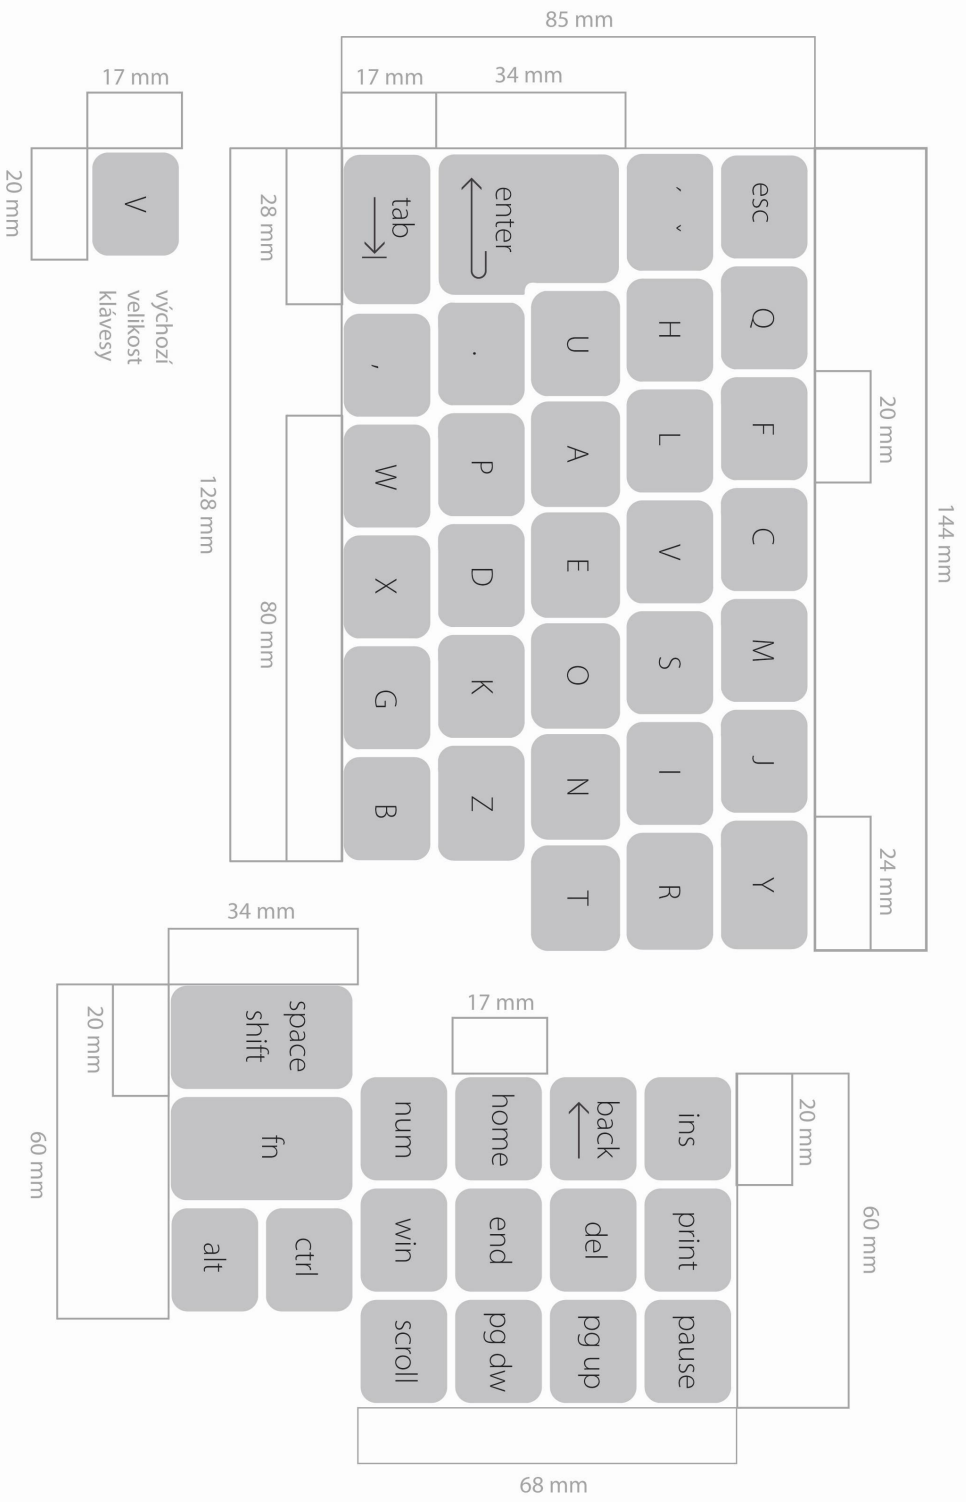 85 mm
17 mm
17 mm
34 mm
20 mm
V
výchozí
velikost
klávesy
28 mm
128 mm
80 mm
144 mm
20 mm
24 mm
esc Q F C M J Y
´ ˇ H L V S I R
enter U A E O N T
. P D K Z
tab , W X G B
34 mm
20 mm
60 mm
17 mm
20 mm
60 mm
68 mm
ins print pause
back del pg up
home end pg dw
num win scroll
space
shift
fn
ctrl
alt